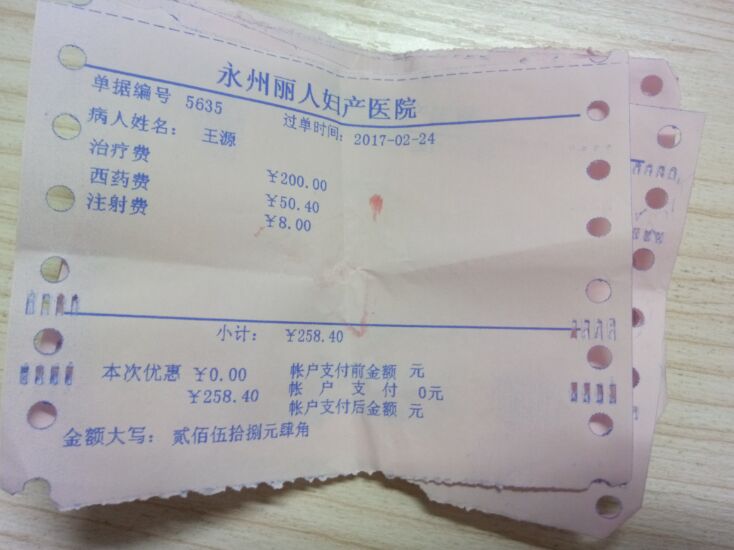 永州丽人妇产医院
单据编号 5635 过单时间: 2017-02-24
病人姓名: 王源
治疗费 ¥200.00
西药费 ¥50.40
注射费 ¥8.00
小计: ¥258.40
本次优惠 ¥0.00 帐户支付前金额 元
¥258.40 帐户支付 0元
帐户支付后金额 元
金额大写: 贰佰伍拾捌元肆角